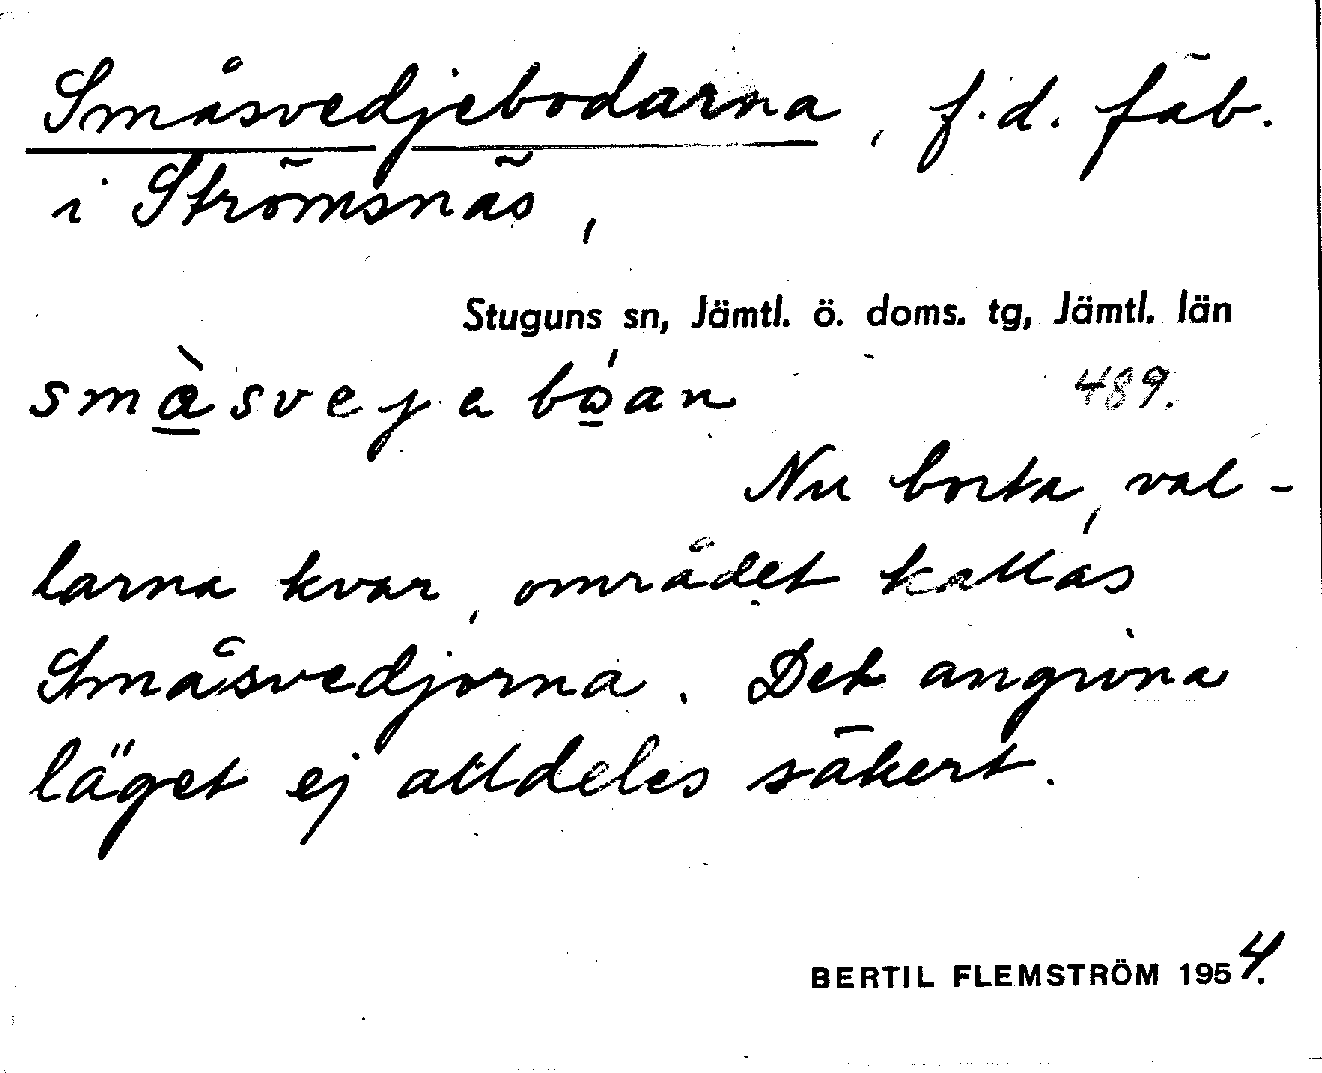 Småsvedjebodarna, f.d. fäb.
i Strömsnäs,
Stuguns sn, Jämtl. ö. doms. tg, Jämtl. län
småsvejebóan
489.
Nu borta, val-
larna kvar, området kallas
Småsvedjorna. Det angivna
läget ej alldeles säkert.
BERTIL FLEMSTRÖM 1954.